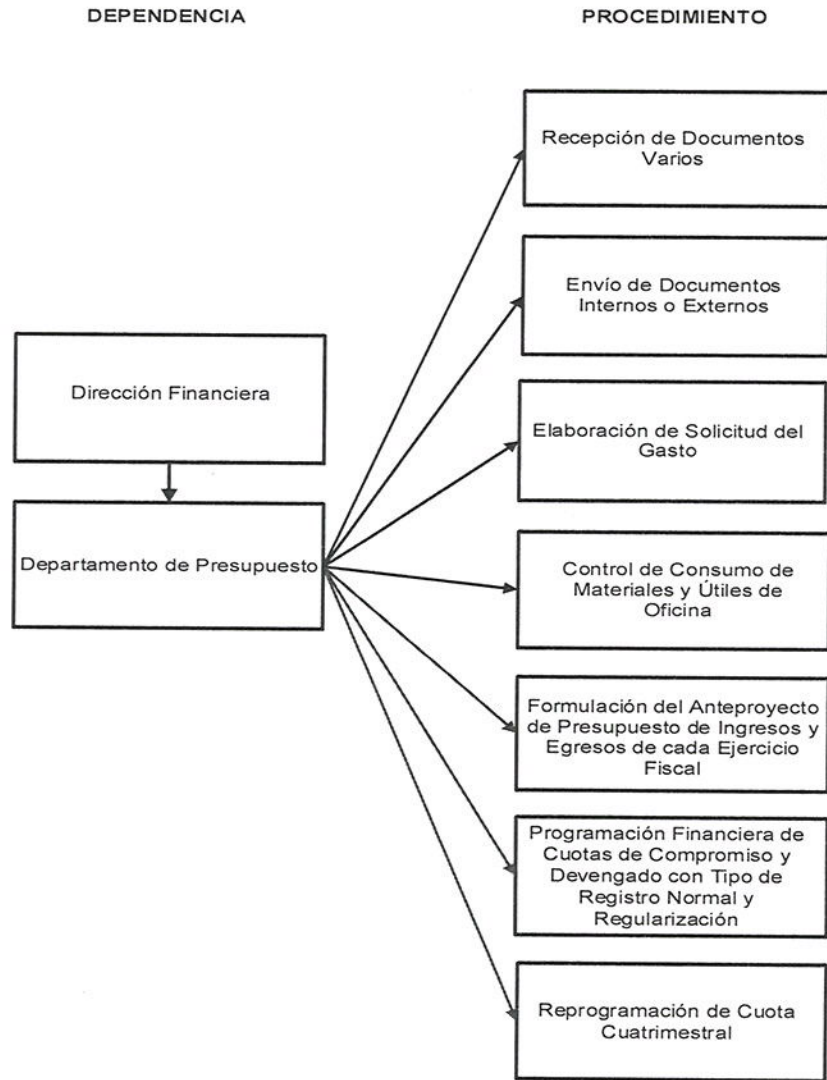 DEPENDENCIA
PROCEDIMIENTO
Recepción de Documentos
Varios
Envío de Documentos
Internos o Externos
Dirección Financiera
Elaboración de Solicitud del
Gasto
Departamento de Presupuesto
Control de Consumo de
Materiales y Útiles de
Oficina
Formulación del Anteproyecto
de Presupuesto de Ingresos y
Egresos de cada Ejercicio
Fiscal
Programación Financiera de
Cuotas de Compromiso y
Devengado con Tipo de
Registro Normal y
Regularización
Reprogramación de Cuota
Cuatrimestral